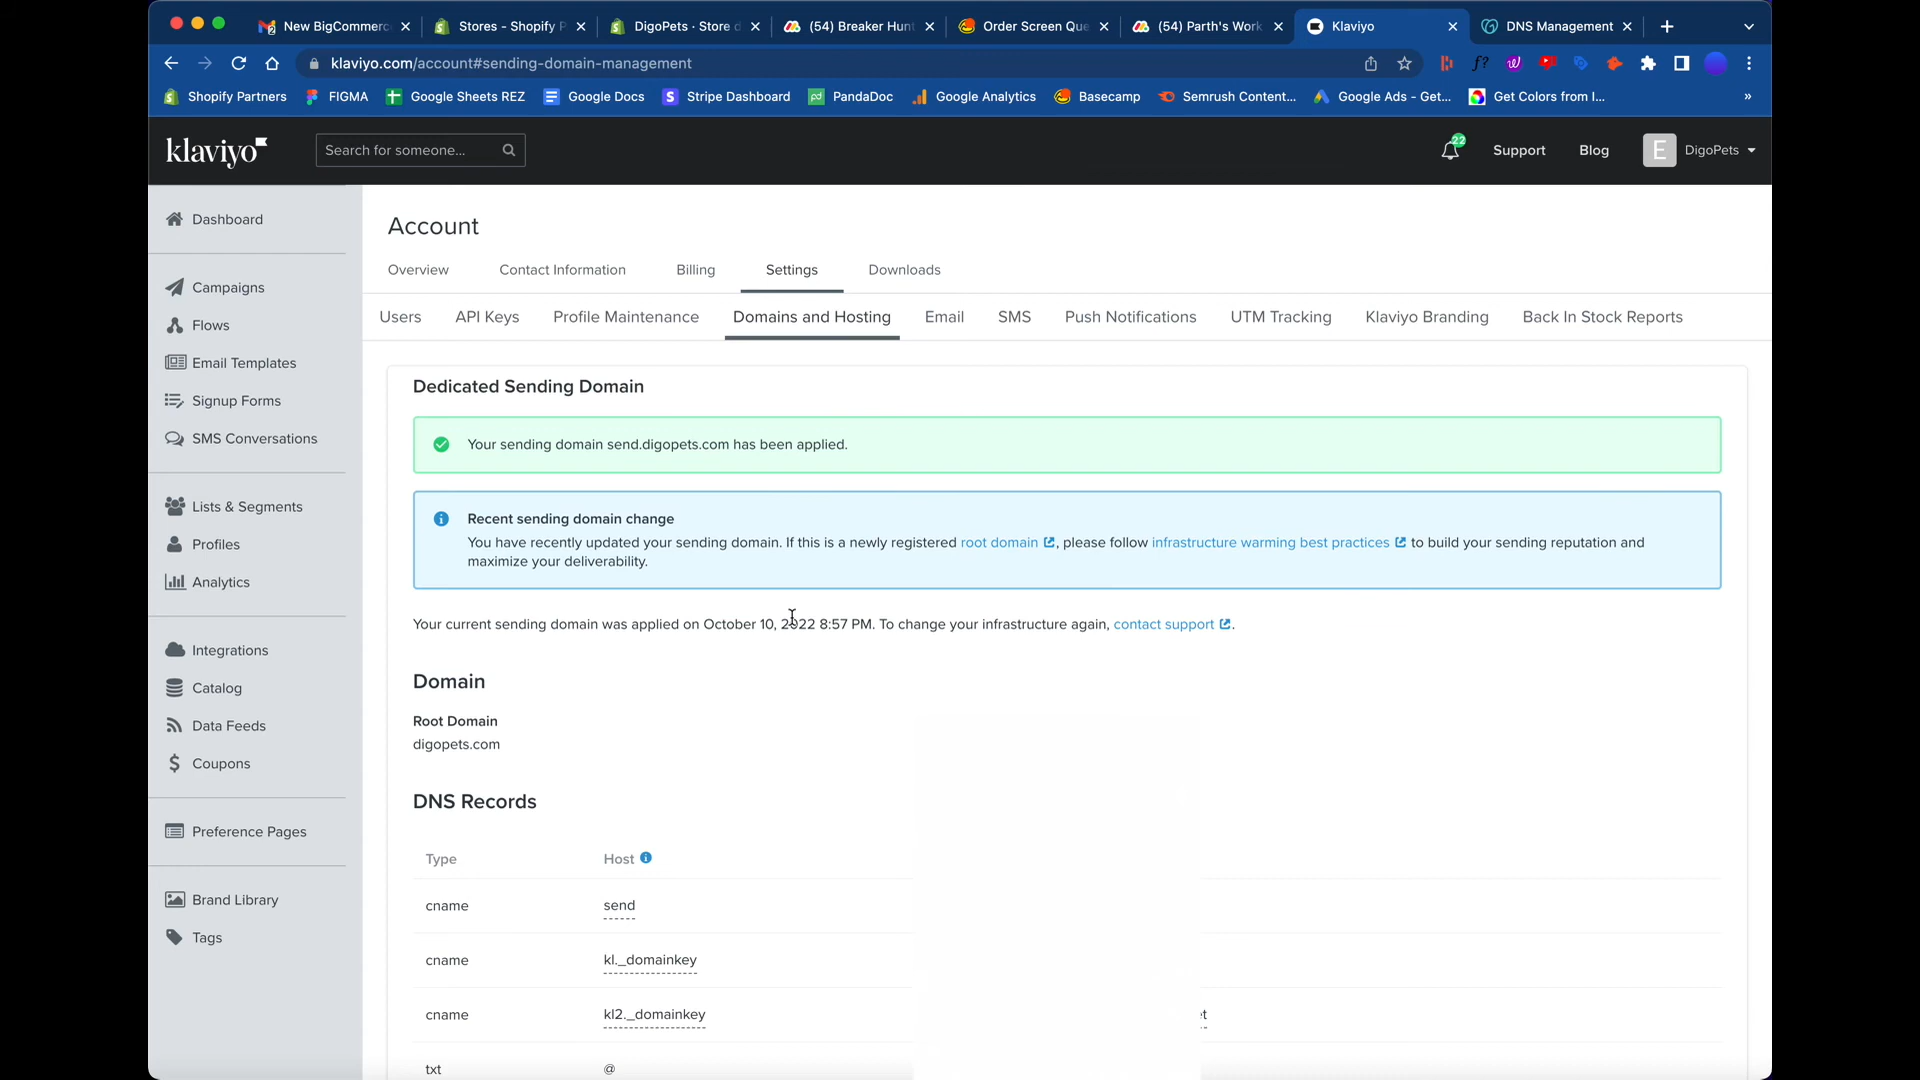 New BigCommerc
Stores - Shopify P
DigoPets · Store d
(54) Breaker Hunt
Order Screen Que
(54) Parth's Work
Klaviyo
DNS Management
klaviyo.com/account#sending-domain-management
Shopify Partners
FIGMA
Google Sheets REZ
Google Docs
Stripe Dashboard
PandaDoc
Google Analytics
Basecamp
Semrush Content...
Google Ads - Get...
Get Colors from I...
»
klaviyo
Search for someone...
22
Support
Blog
E
DigoPets
Dashboard
Campaigns
Flows
Email Templates
Signup Forms
SMS Conversations
Lists & Segments
Profiles
Analytics
Integrations
Catalog
Data Feeds
Coupons
Preference Pages
Brand Library
Tags
Account
Overview
Contact Information
Billing
Settings
Downloads
Users
API Keys
Profile Maintenance
Domains and Hosting
Email
SMS
Push Notifications
UTM Tracking
Klaviyo Branding
Back In Stock Reports
Dedicated Sending Domain
Your sending domain send.digopets.com has been applied.
Recent sending domain change
You have recently updated your sending domain. If this is a newly registered root domain , please follow infrastructure warming best practices to build your sending reputation and
maximize your deliverability.
Your current sending domain was applied on October 10, 2022 8:57 PM. To change your infrastructure again, contact support .
Domain
Root Domain
digopets.com
DNS Records
Type Host
cname send
cname kl._domainkey
cname kl2._domainkey
txt @